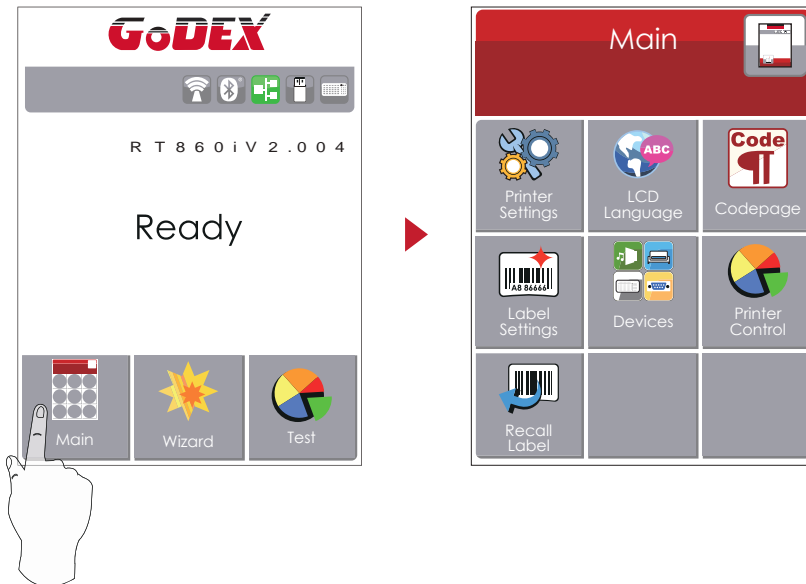 GoDEX
RT860iV2.004
Ready
Main
Wizard
Test
Main
Printer
Settings
ABC
LCD
Language
Code
Codepage
A8 86666
Label
Settings
Devices
Printer
Control
Recall
Label